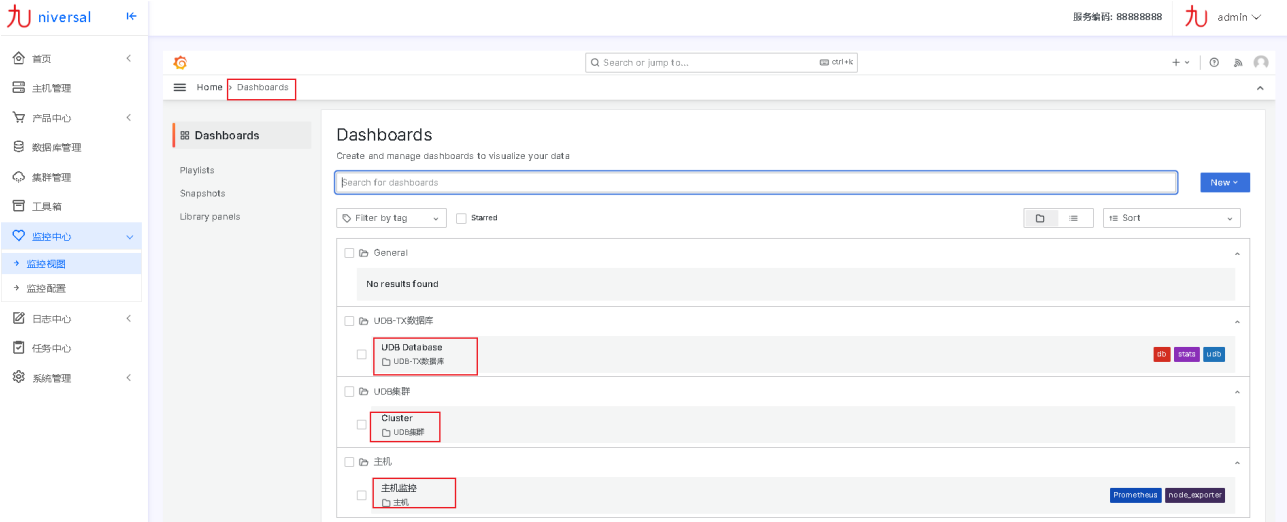 九U niversal
服务编码: 88888888
九U admin
首页
主机管理
产品中心
数据库管理
集群管理
工具箱
监控中心
监控视图
监控配置
日志中心
任务中心
系统管理
Search or jump to... ctrl+k
Home › Dashboards
Dashboards
Playlists
Snapshots
Library panels
Dashboards
Create and manage dashboards to visualize your data
Search for dashboards New
Filter by tag Starred Sort
General
No results found
UDB-TX数据库
UDB Database
UDB-TX数据库
db stats udb
UDB集群
Cluster
UDB集群
主机
主机监控
主机
Prometheus node_exporter